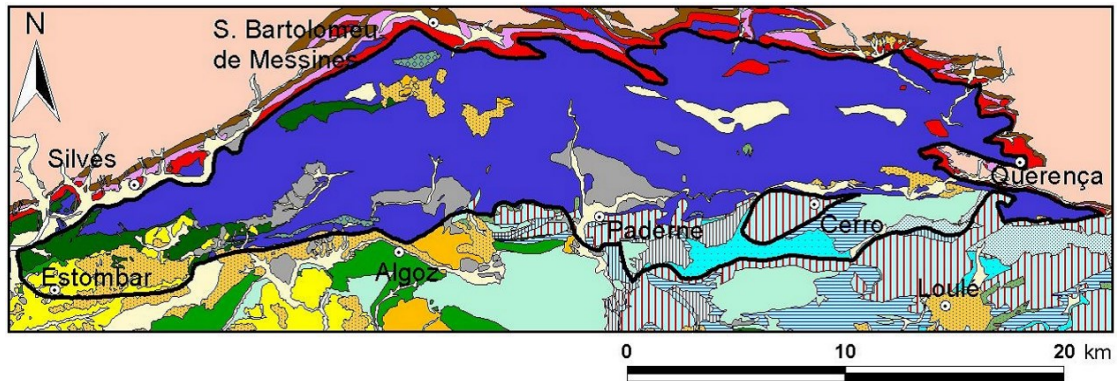 N
S. Bartolomeu
de Messines
Silves
Querença
Paderne
Cerro
Estombar
Algoz
Loulé
0 10 20 km